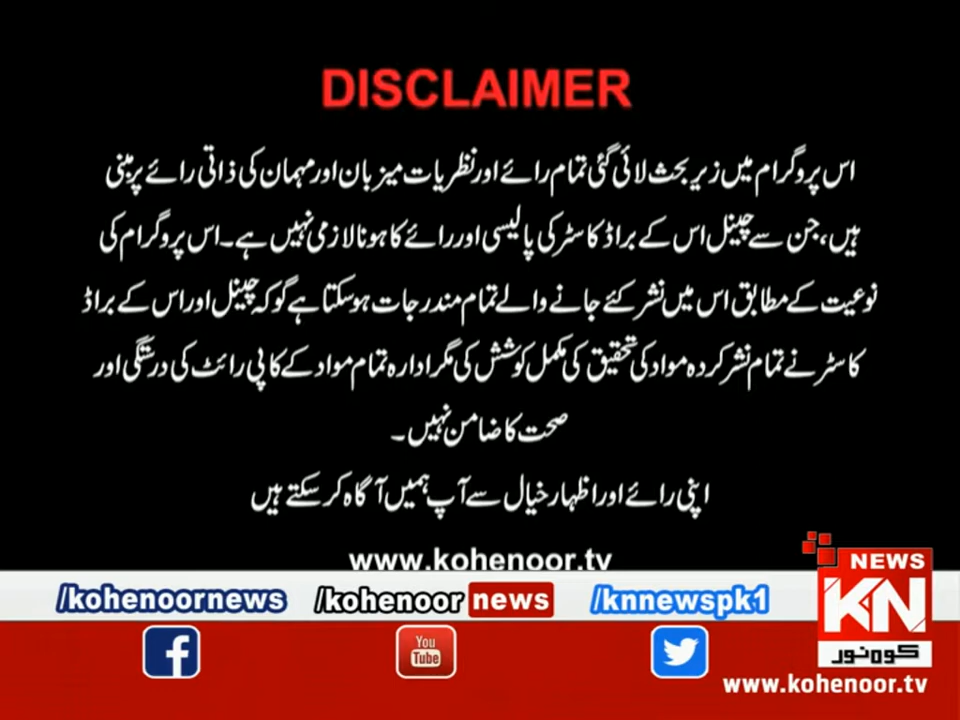 DISCLAIMER
اس پروگرام میں زیر بحث لائی گئی تمام رائے اور نظریات میزبان اور مہمان کی ذاتی رائے پر مبنی
ہیں، جن سے چینل اس کے براڈ کاسٹر کی پالیسی اور رائے کا ہونا لازمی نہیں ہے۔ اس پروگرام کی
نوعیت کے مطابق اس میں نشر کئے جانے والے تمام مندرجات ہو سکتا ہے گو کہ چینل اور اس کے براڈ
کاسٹر نے تمام نشر کردہ مواد کی تحقیق کی مکمل کوشش کی مگر ادارہ تمام مواد کے کاپی رائٹ کی درستگی اور
صحت کا ضامن نہیں۔
اپنی رائے اور اظہار خیال سے آپ ہمیں آگاہ کر سکتے ہیں
www.kohenoor.tv
/kohenoornews /kohenoor news /knnewspk1
You Tube
NEWS
KN
کوہ نور
www.kohenoor.tv